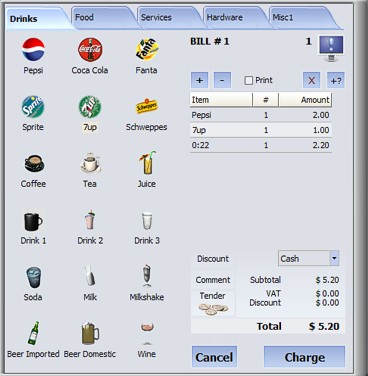 Drinks Food Services Hardware Misc1
Pepsi Coca Cola Fanta
Sprite 7up Schweppes
Coffee Tea Juice
Drink 1 Drink 2 Drink 3
Soda Milk Milkshake
Beer Imported Beer Domestic Wine
BILL # 1 1
+ - Print X +?
Item # Amount
Pepsi 1 2.00
7up 1 1.00
0:22 1 2.20
Discount Cash
Comment Subtotal $ 5.20
Tender VAT $ 0.00
Discount $ 0.00
Total $ 5.20
Cancel Charge